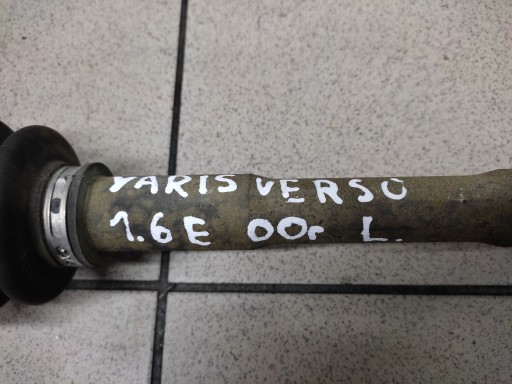 YARIS VERSO
1.6E 00r L.